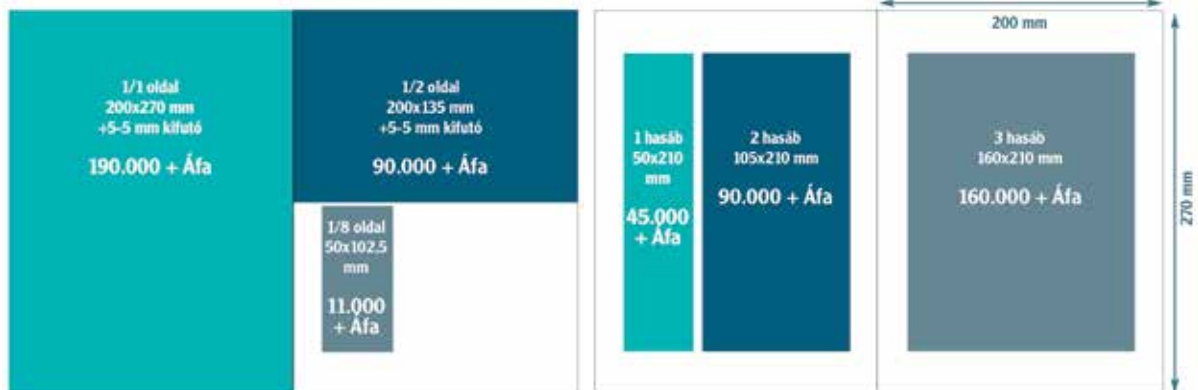 1/1 oldal
200x270 mm
+5-5 mm kifutó
190.000 + Áfa
1/2 oldal
200x135 mm
+5-5 mm kifutó
90.000 + Áfa
1/8 oldal
50x102,5
mm
11.000
+ Áfa
1 hasáb
50x210
mm
45.000
+ Áfa
2 hasáb
105x210 mm
90.000 + Áfa
200 mm
3 hasáb
160x210 mm
160.000 + Áfa
270 mm